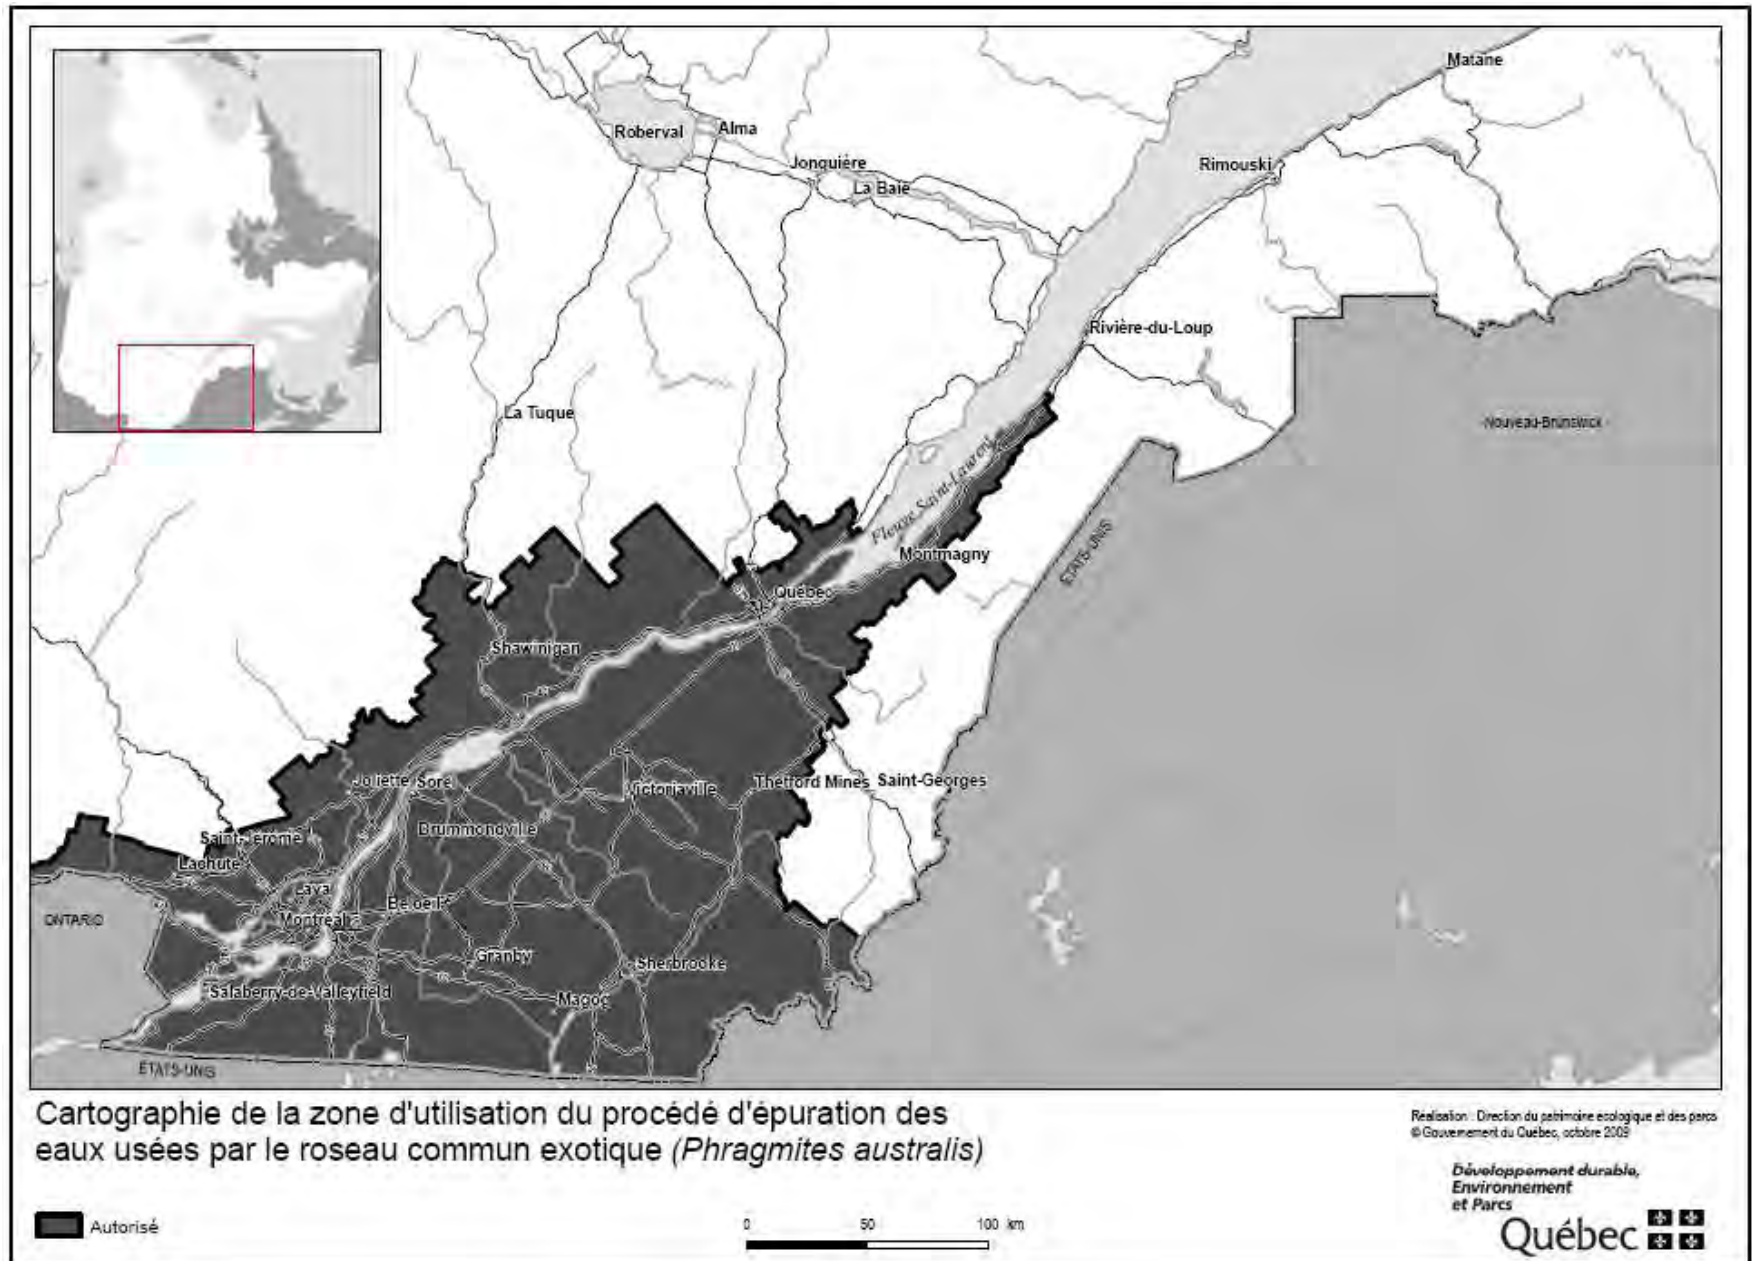 Matane
Roberval
Alma
Jonquière
La Baie
Rimouski
Rivière-du-Loup
La Tuque
Nouveau-Brunswick
Fleuve Saint-Laurent
ÉTATS-UNIS
Montmagny
Québec
Shawinigan
Joliette
Sorel
Victoriaville
Thetford Mines
Saint-Georges
Drummondville
Saint-Jérôme
Lachute
Laval
Beloeil
Montréal
ONTARIO
Granby
Sherbrooke
Salaberry-de-Valleyfield
Magog
ÉTATS-UNIS
Cartographie de la zone d'utilisation du procédé d'épuration des
eaux usées par le roseau commun exotique (Phragmites australis)
Réalisation : Direction du patrimoine écologique et des parcs
© Gouvernement du Québec, octobre 2009
Développement durable,
Environnement
et Parcs
Québec
Autorisé
0 50 100 km